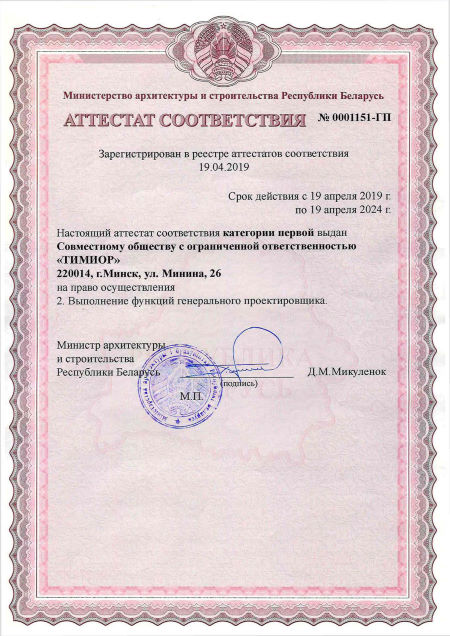 Министерство архитектуры и строительства Республики Беларусь
АТТЕСТАТ СООТВЕТСТВИЯ № 0001151-ГП
Зарегистрирован в реестре аттестатов соответствия
19.04.2019
Срок действия с 19 апреля 2019 г.
по 19 апреля 2024 г.
Настоящий аттестат соответствия категории первой выдан
Совместному обществу с ограниченной ответственностью
«ТИМИОР»
220014, г.Минск, ул. Минина, 26
на право осуществления
2. Выполнение функций генерального проектировщика.
Министр архитектуры
и строительства
Республики Беларусь Д.М.Микуленок
(подпись)
М.П.